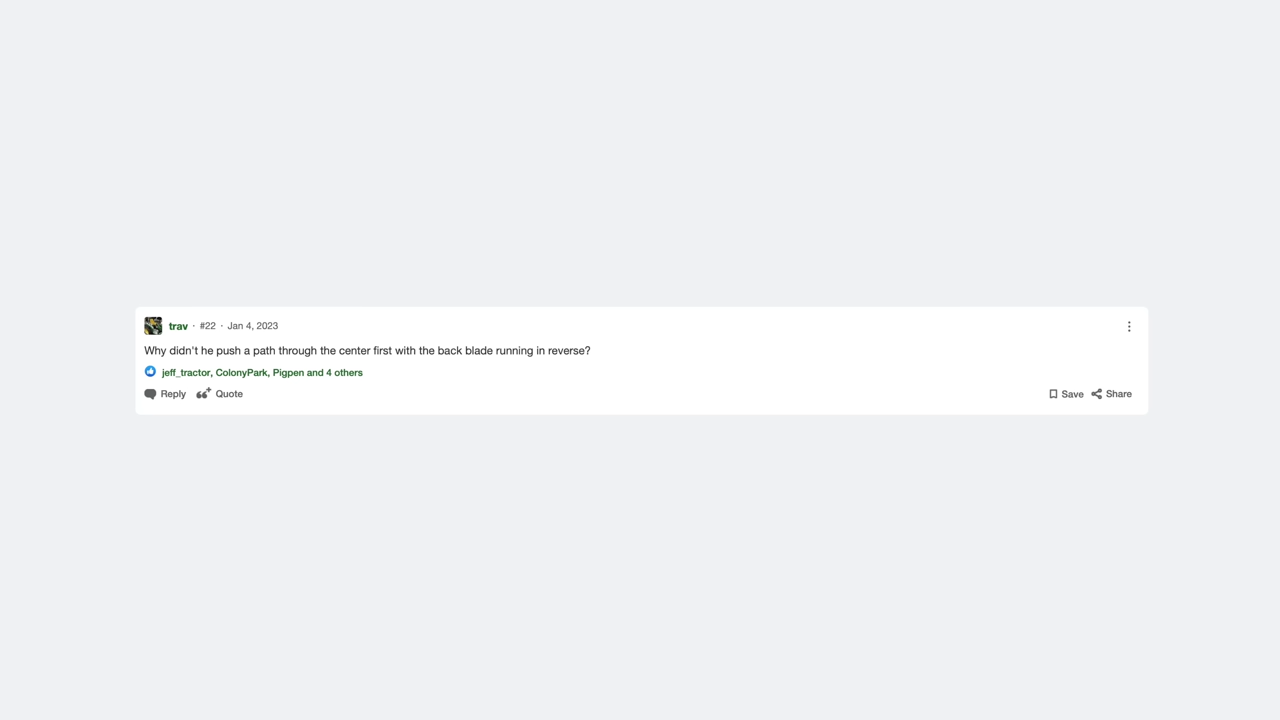 trav · #22 · Jan 4, 2023
Why didn't he push a path through the center first with the back blade running in reverse?
jeff_tractor, ColonyPark, Pigpen and 4 others
Reply Quote Save Share